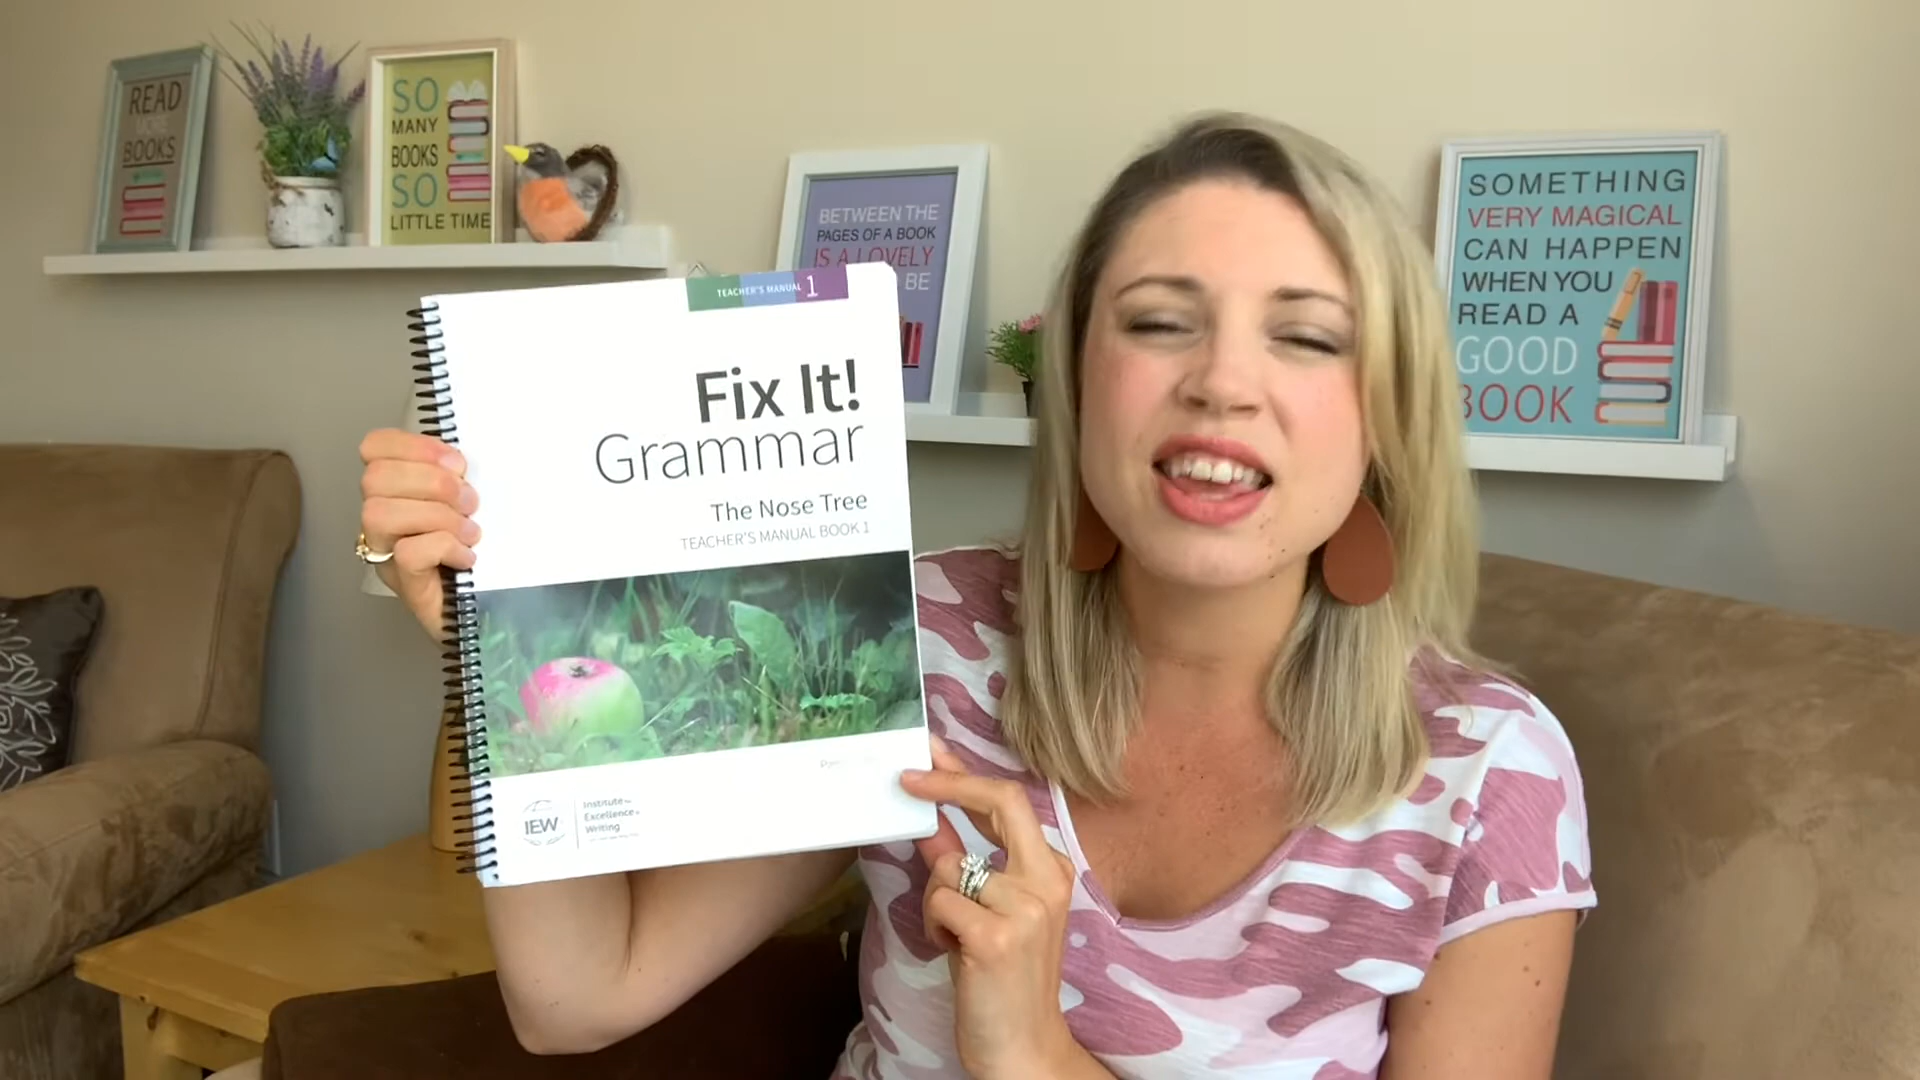 READ
MORE
BOOKS
SO
MANY
BOOKS
SO
LITTLE TIME
BETWEEN THE
PAGES OF A BOOK
IS A LOVELY
BE
SOMETHING
VERY MAGICAL
CAN HAPPEN
WHEN YOU
READ A
GOOD
BOOK
TEACHER'S MANUAL 1
Fix It!
Grammar
The Nose Tree
TEACHER'S MANUAL BOOK 1
IEW
Institute for
Excellence in
Writing